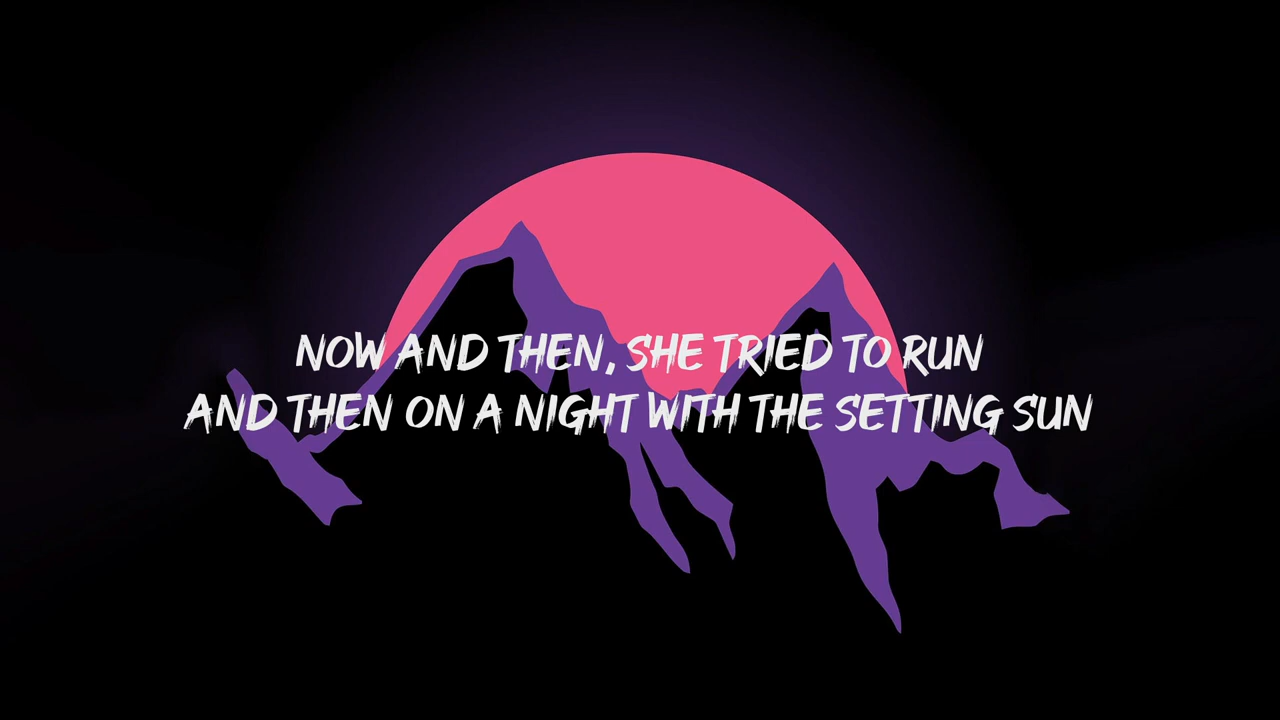 NOW AND THEN, SHE TRIED TO RUN
AND THEN ON A NIGHT WITH THE SETTING SUN